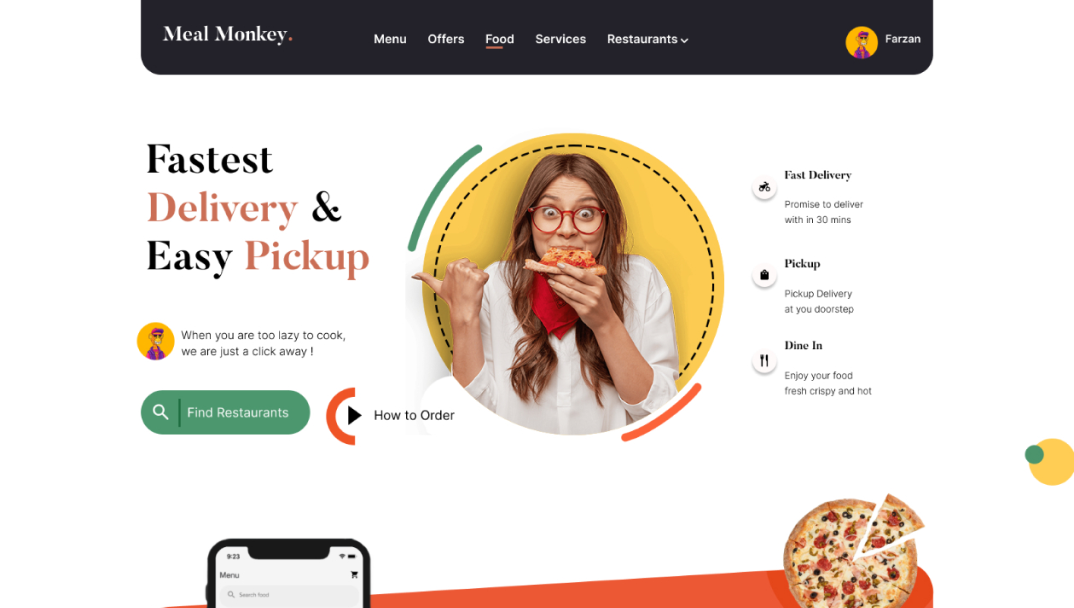 Meal Monkey.
Menu Offers Food Services Restaurants
Farzan
Fastest
Delivery &
Easy Pickup
When you are too lazy to cook,
we are just a click away !
Find Restaurants
How to Order
Fast Delivery
Promise to deliver
with in 30 mins
Pickup
Pickup Delivery
at you doorstep
Dine In
Enjoy your food
fresh crispy and hot
9:23
Menu
Search food